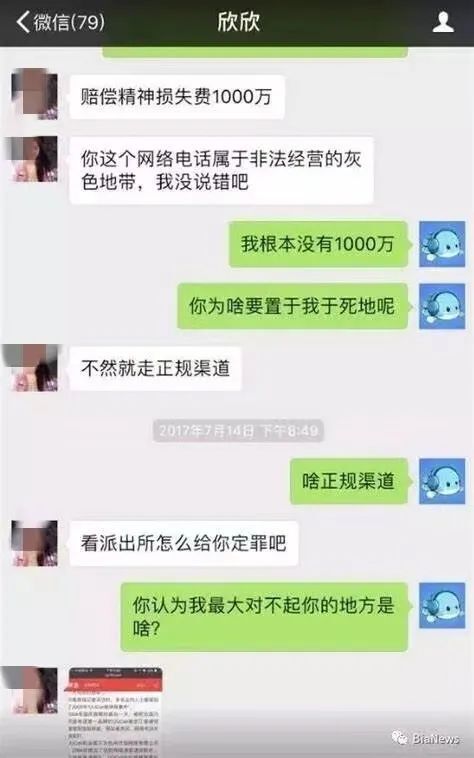 微信(79)
欣欣
赔偿精神损失费1000万
你这个网络电话属于非法经营的灰
色地带，我没说错吧
我根本没有1000万
你为啥要置于我于死地呢
不然就走正规渠道
2017年7月14日 下午8:49
啥正规渠道
看派出所怎么给你定罪吧
你认为我最大对不起你的地方是
啥?
BiaNews